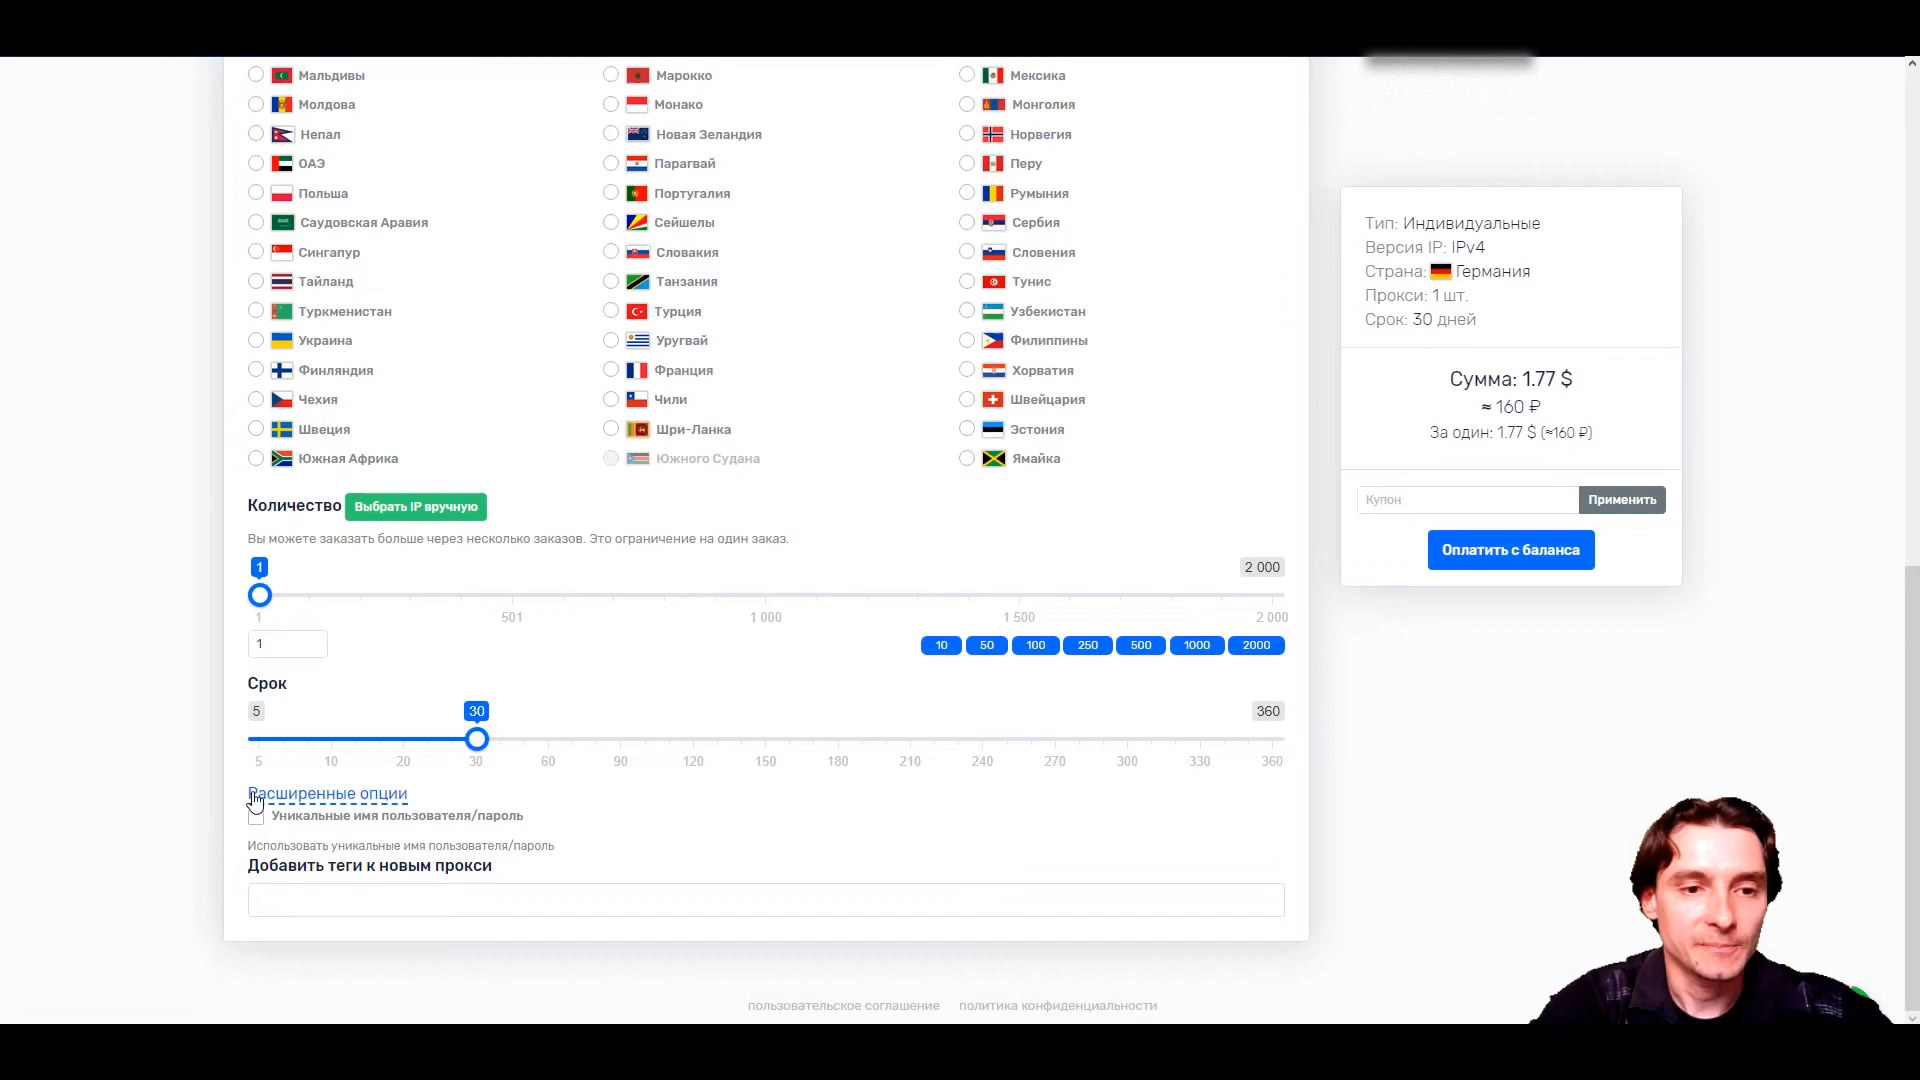 Мальдивы Марокко Мексика
Молдова Монако Монголия
Непал Новая Зеландия Норвегия
ОАЭ Парагвай Перу
Польша Португалия Румыния
Саудовская Аравия Сейшелы Сербия
Сингапур Словакия Словения
Тайланд Танзания Тунис
Туркменистан Турция Узбекистан
Украина Уругвай Филиппины
Финляндия Франция Хорватия
Чехия Чили Швейцария
Швеция Шри-Ланка Эстония
Южная Африка Южного Судана Ямайка
Количество Выбрать IP вручную
Вы можете заказать больше через несколько заказов. Это ограничение на один заказ.
1 2 000
1 501 1 000 1 500 2 000
1 10 50 100 250 500 1000 2000
Срок
5 30 360
5 10 20 30 60 90 120 150 180 210 240 270 300 330 360
Расширенные опции
Уникальные имя пользователя/пароль
Использовать уникальные имя пользователя/пароль
Добавить теги к новым прокси
Тип: Индивидуальные
Версия IP: IPv4
Страна: Германия
Прокси: 1 шт.
Срок: 30 дней
Сумма: 1.77 $
≈ 160 ₽
За один: 1.77 $ (≈160 ₽)
Купон Применить
Оплатить с баланса
пользовательское соглашение политика конфиденциальности